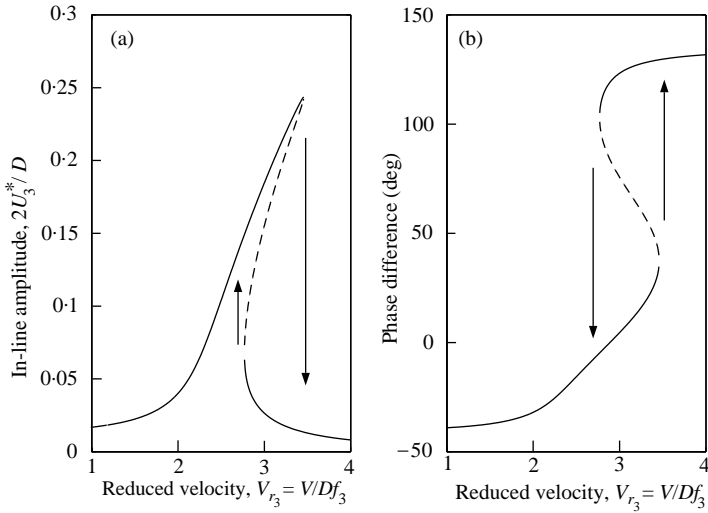 (a)
0·3
0·25
0·2
0·15
0·1
0·05
0
In-line amplitude, 2U₃*/D
1 2 3 4
Reduced velocity, Vᵣ₃ = V/Df₃
(b)
150
100
50
0
−50
Phase difference (deg)
1 2 3 4
Reduced velocity, Vᵣ₃ = V/Df₃